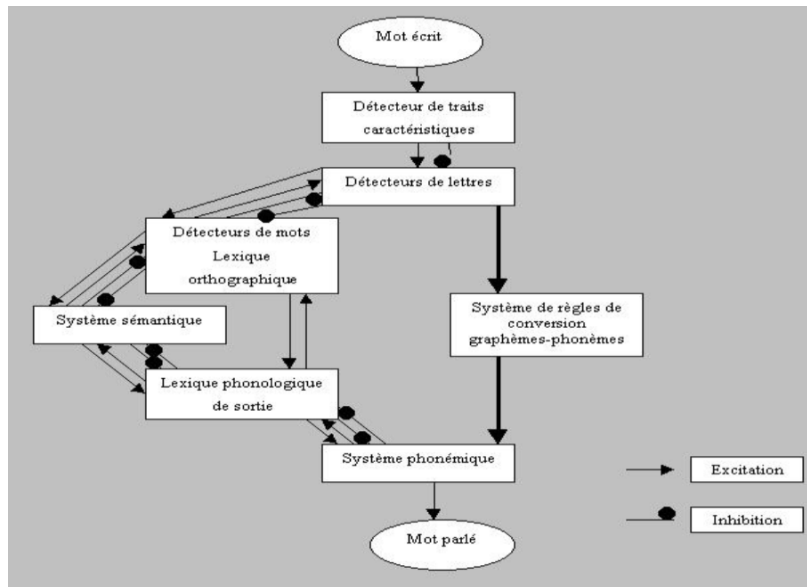 Mot écrit
Détecteur de traits
caractéristiques
Détecteurs de lettres
Détecteurs de mots
Lexique
orthographique
Système de règles de
conversion
graphèmes-phonèmes
Système sémantique
Lexique phonologique
de sortie
Système phonémique
Excitation
Inhibition
Mot parlé